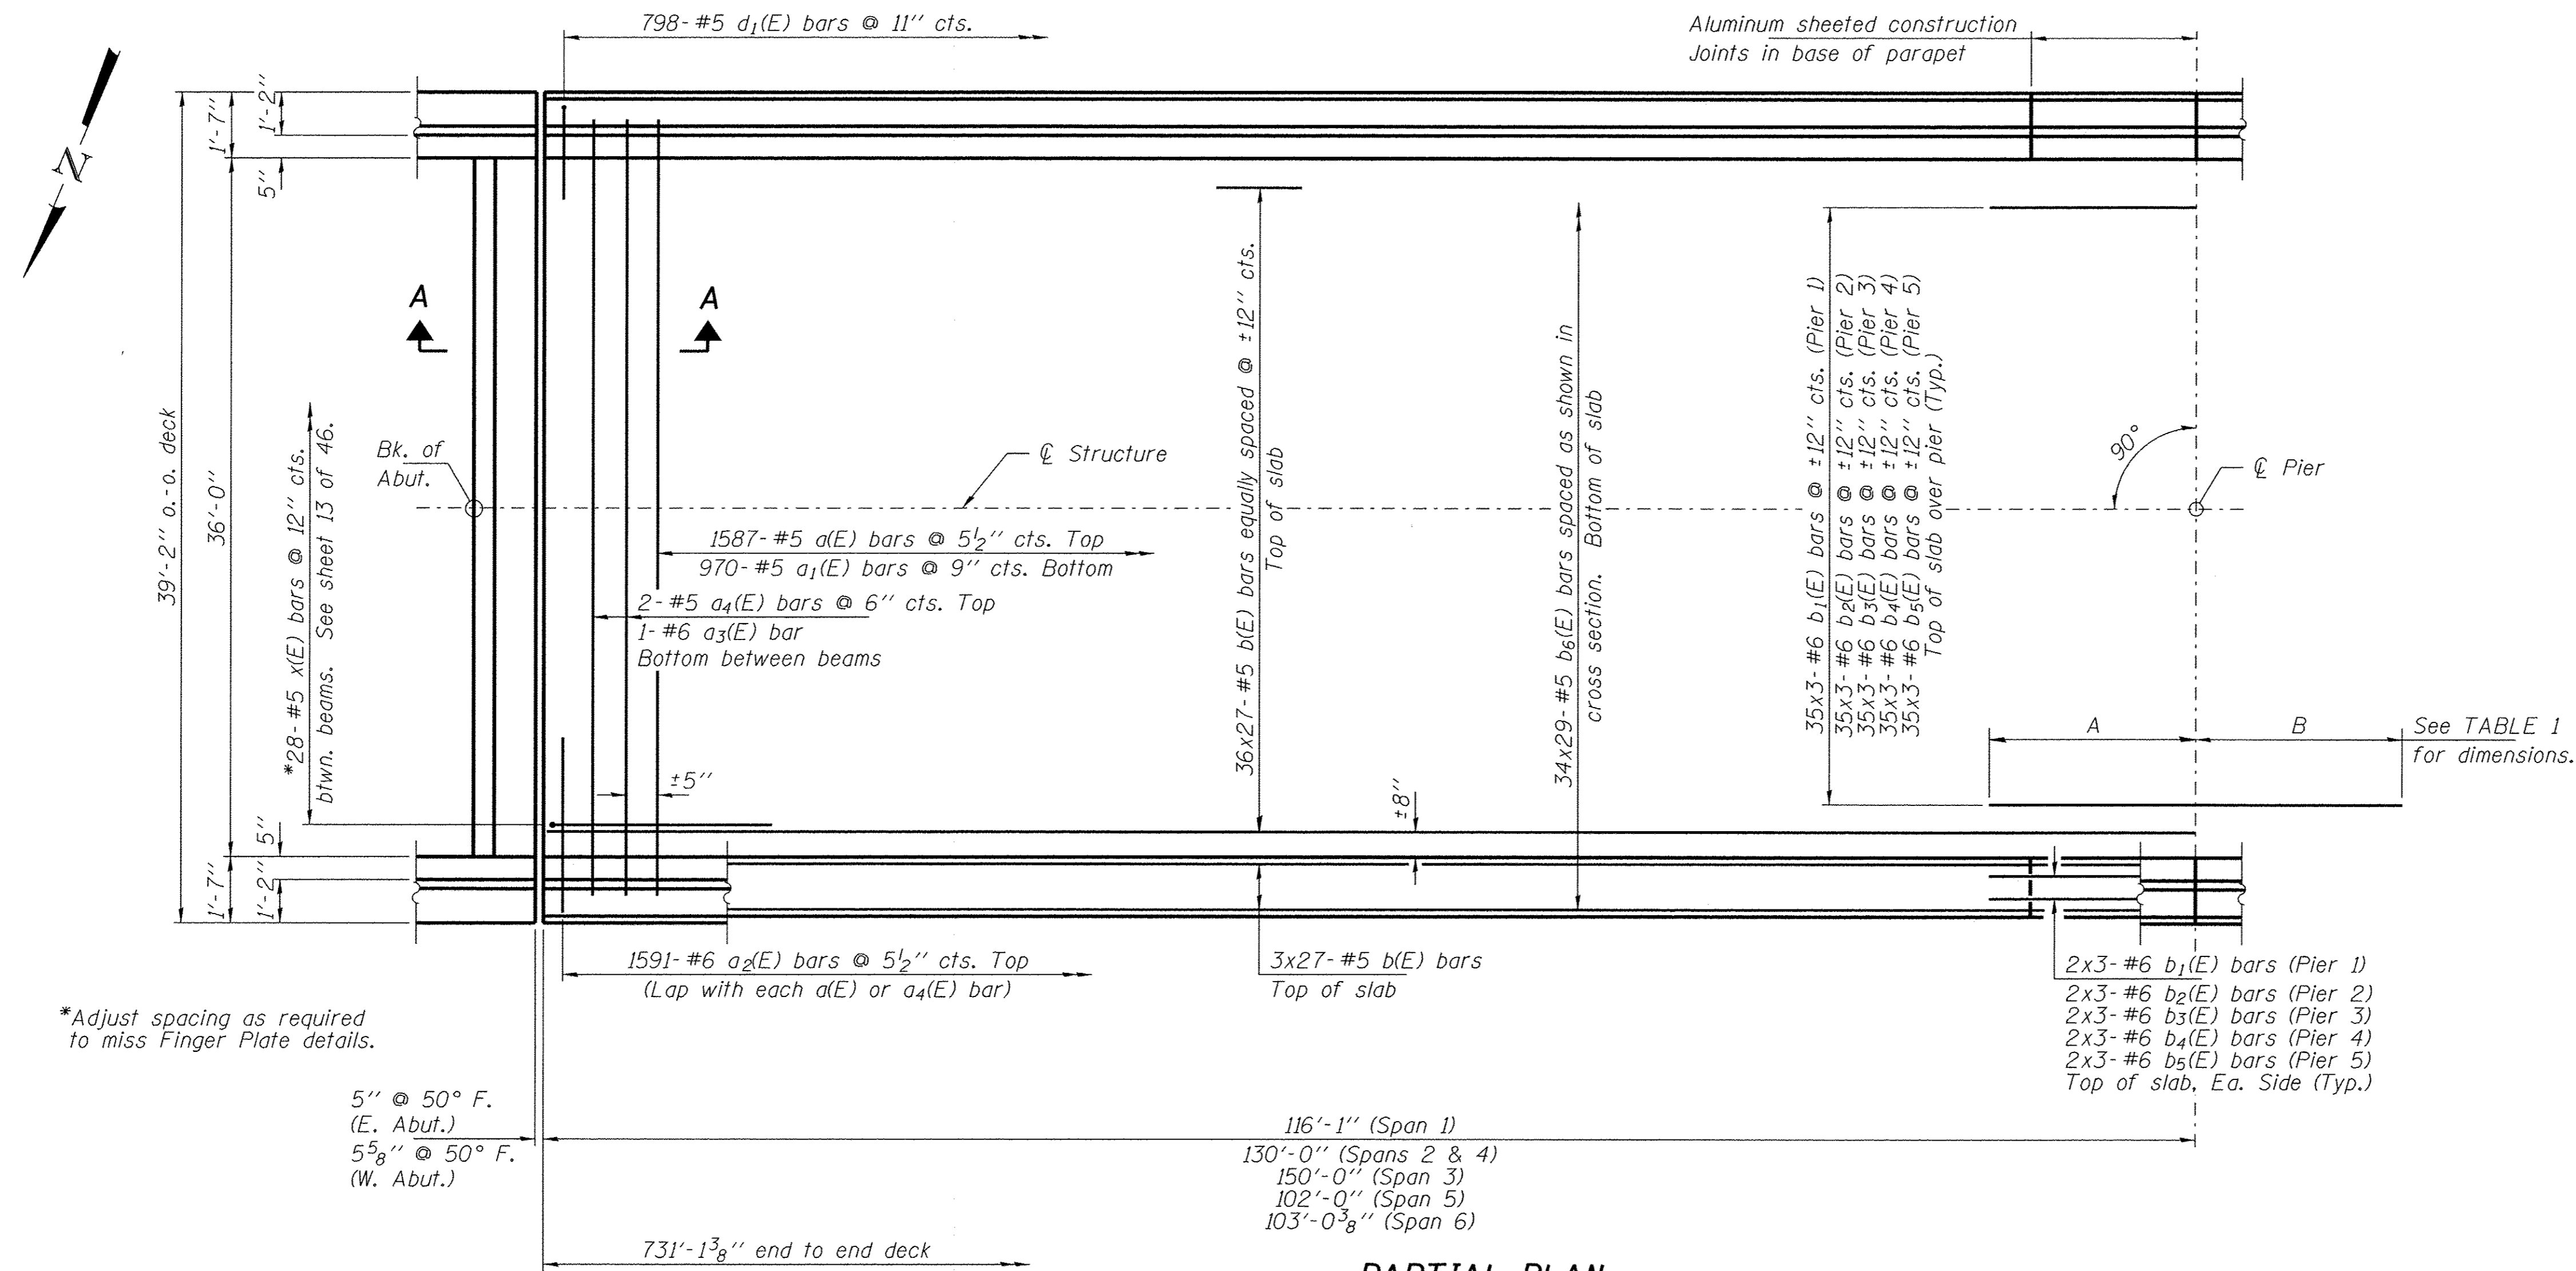 798-#5 d1(E) bars @ 11'' cts.
Aluminum sheeted construction
Joints in base of parapet
1'-7''
1'-2''
5''
N
A
A
39'-2'' o.-o. deck
36'-0''
*28-#5 x(E) bars @ 12'' cts.
btwn. beams. See sheet 13 of 46.
Bk. of
Abut.
℄ Structure
1587-#5 a(E) bars @ 5 1/2'' cts. Top
970-#5 a1(E) bars @ 9'' cts. Bottom
2-#5 a4(E) bars @ 6'' cts. Top
1-#6 a3(E) bar
Bottom between beams
±5''
36x27-#5 b(E) bars equally spaced @ ±12'' cts.
Top of slab
34x29-#5 b6(E) bars spaced as shown in
cross section. Bottom of slab
±8''
35x3-#6 b1(E) bars @ ±12'' cts. (Pier 1)
35x3-#6 b2(E) bars @ ±12'' cts. (Pier 2)
35x3-#6 b3(E) bars @ ±12'' cts. (Pier 3)
35x3-#6 b4(E) bars @ ±12'' cts. (Pier 4)
35x3-#6 b5(E) bars @ ±12'' cts. (Pier 5)
Top of slab over pier (Typ.)
90°
℄ Pier
A
B
See TABLE 1
for dimensions.
5''
1'-7''
1'-2''
1591-#6 a2(E) bars @ 5 1/2'' cts. Top
(Lap with each a(E) or a4(E) bar)
3x27-#5 b(E) bars
Top of slab
2x3-#6 b1(E) bars (Pier 1)
2x3-#6 b2(E) bars (Pier 2)
2x3-#6 b3(E) bars (Pier 3)
2x3-#6 b4(E) bars (Pier 4)
2x3-#6 b5(E) bars (Pier 5)
Top of slab, Ea. Side (Typ.)
*Adjust spacing as required
to miss Finger Plate details.
5'' @ 50° F.
(E. Abut.)
5 5/8'' @ 50° F.
(W. Abut.)
116'-1'' (Span 1)
130'-0'' (Spans 2 & 4)
150'-0'' (Span 3)
102'-0'' (Span 5)
103'-0 3/8'' (Span 6)
731'-1 3/8'' end to end deck
PARTIAL PLAN